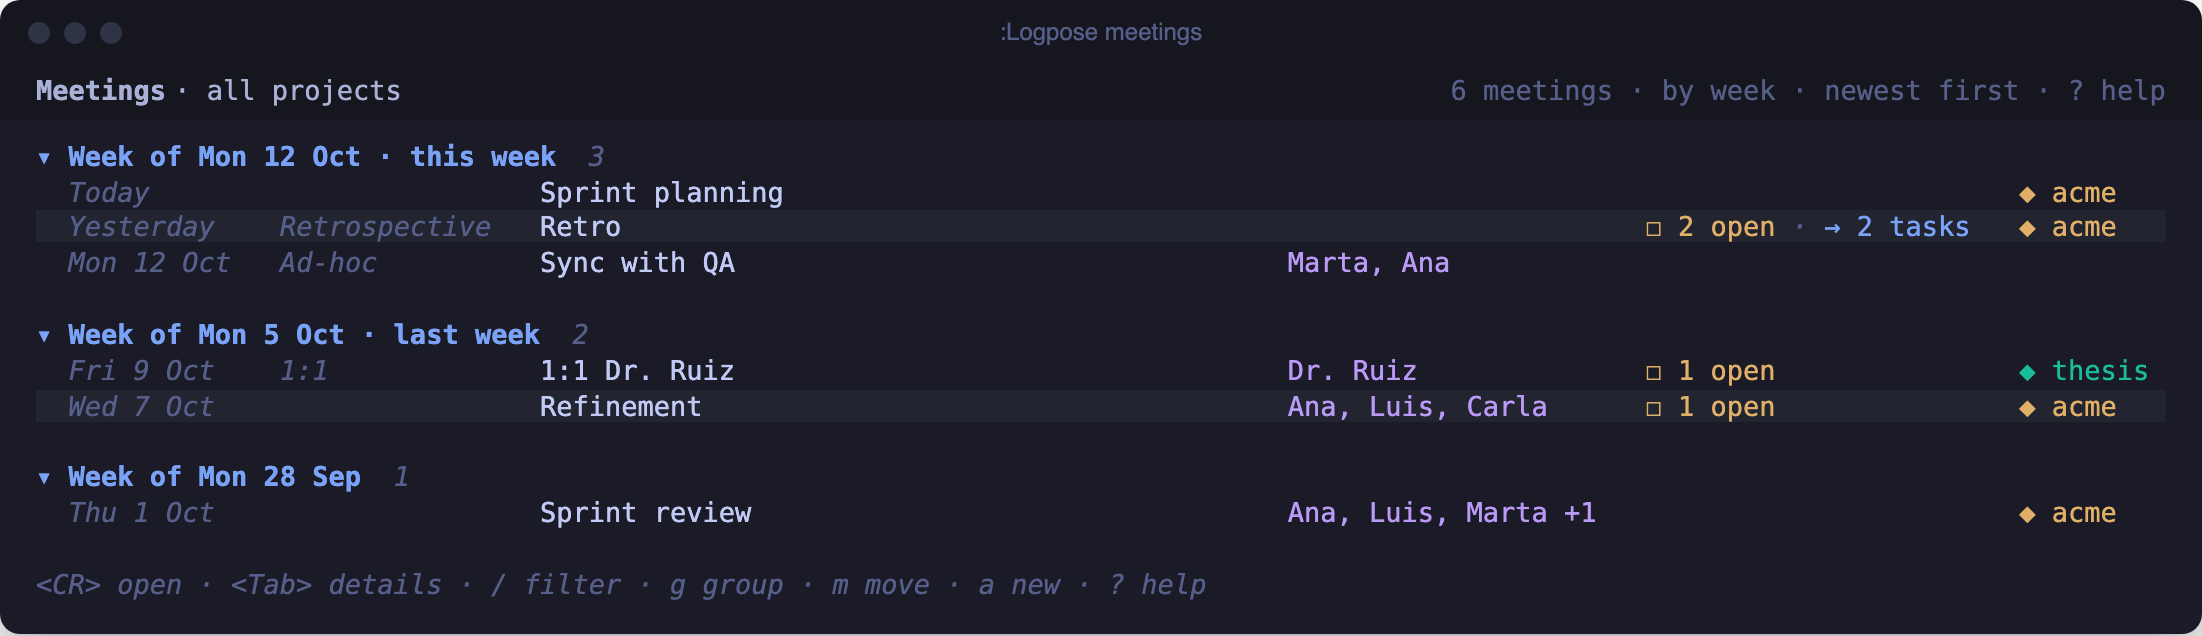 :Logpose meetings
Meetings · all projects 6 meetings · by week · newest first · ? help
▾ Week of Mon 12 Oct · this week 3
Today Sprint planning ◆ acme
Yesterday Retrospective Retro □ 2 open · → 2 tasks ◆ acme
Mon 12 Oct Ad-hoc Sync with QA Marta, Ana
▾ Week of Mon 5 Oct · last week 2
Fri 9 Oct 1:1 1:1 Dr. Ruiz Dr. Ruiz □ 1 open ◆ thesis
Wed 7 Oct Refinement Ana, Luis, Carla □ 1 open ◆ acme
▾ Week of Mon 28 Sep 1
Thu 1 Oct Sprint review Ana, Luis, Marta +1 ◆ acme
<CR> open · <Tab> details · / filter · g group · m move · a new · ? help